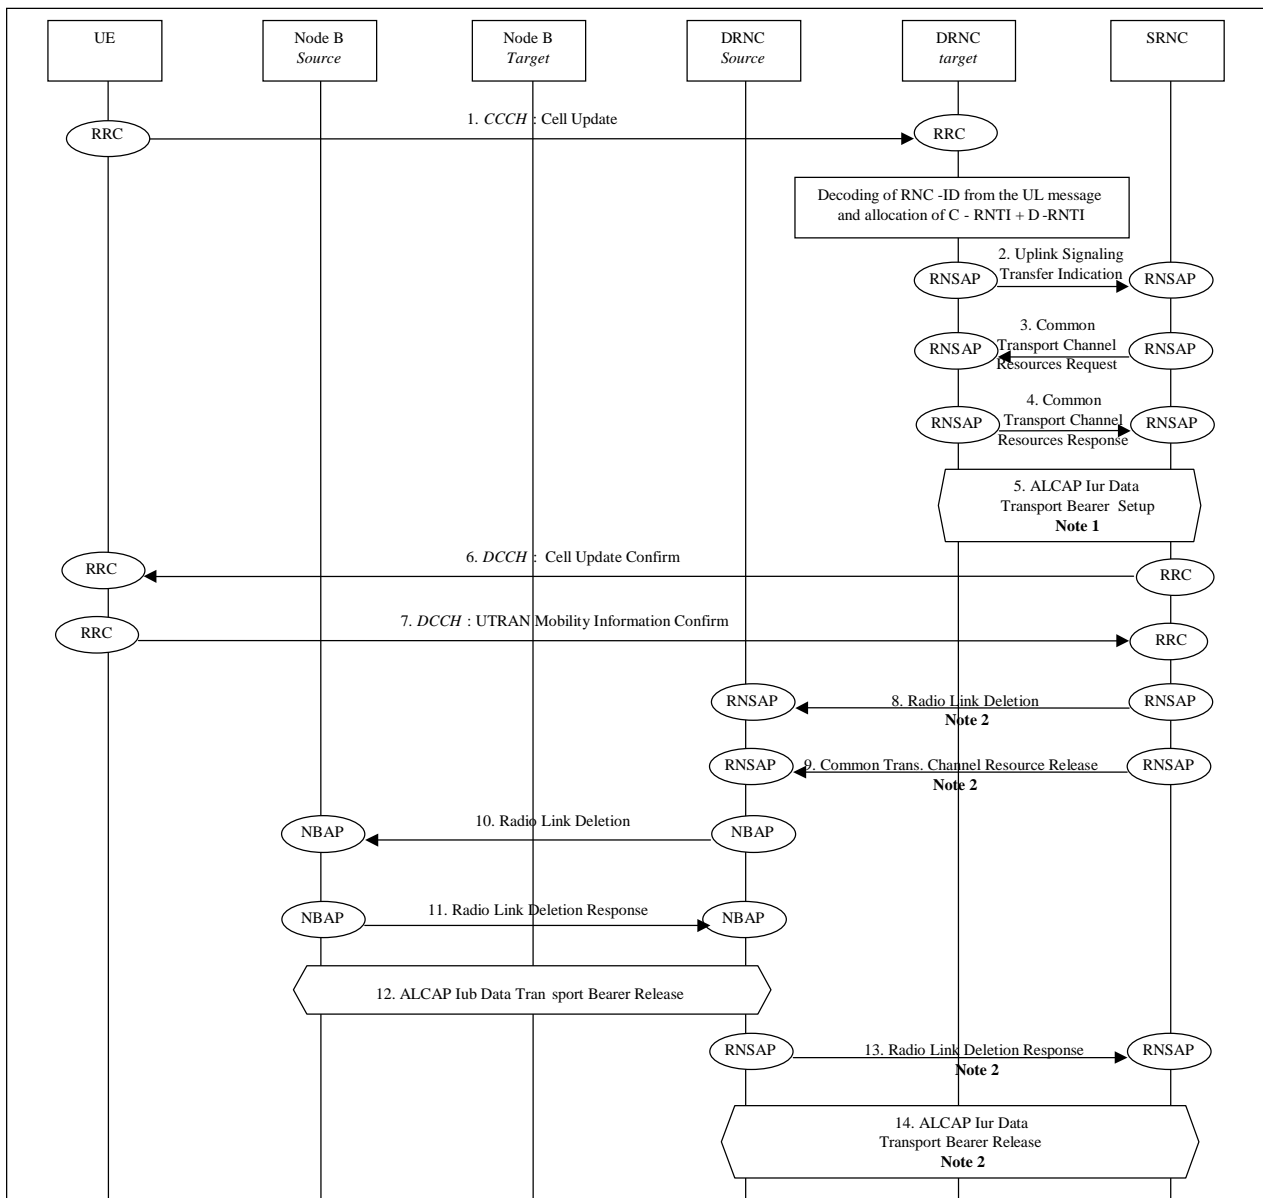 UE
Node B
Source
Node B
Target
DRNC
Source
DRNC
target
SRNC
1. CCCH : Cell Update
RRC
RRC
Decoding of RNC -ID from the UL message
and allocation of C - RNTI + D -RNTI
2. Uplink Signaling
Transfer Indication
RNSAP
RNSAP
3. Common
Transport Channel
Resources Request
RNSAP
RNSAP
4. Common
Transport Channel
Resources Response
RNSAP
RNSAP
5. ALCAP Iur Data
Transport Bearer Setup
Note 1
6. DCCH : Cell Update Confirm
RRC
RRC
7. DCCH : UTRAN Mobility Information Confirm
RRC
RRC
RNSAP
8. Radio Link Deletion
Note 2
RNSAP
RNSAP
9. Common Trans. Channel Resource Release
Note 2
RNSAP
NBAP
10. Radio Link Deletion
NBAP
NBAP
11. Radio Link Deletion Response
NBAP
12. ALCAP Iub Data Tran sport Bearer Release
RNSAP
13. Radio Link Deletion Response
Note 2
RNSAP
14. ALCAP Iur Data
Transport Bearer Release
Note 2